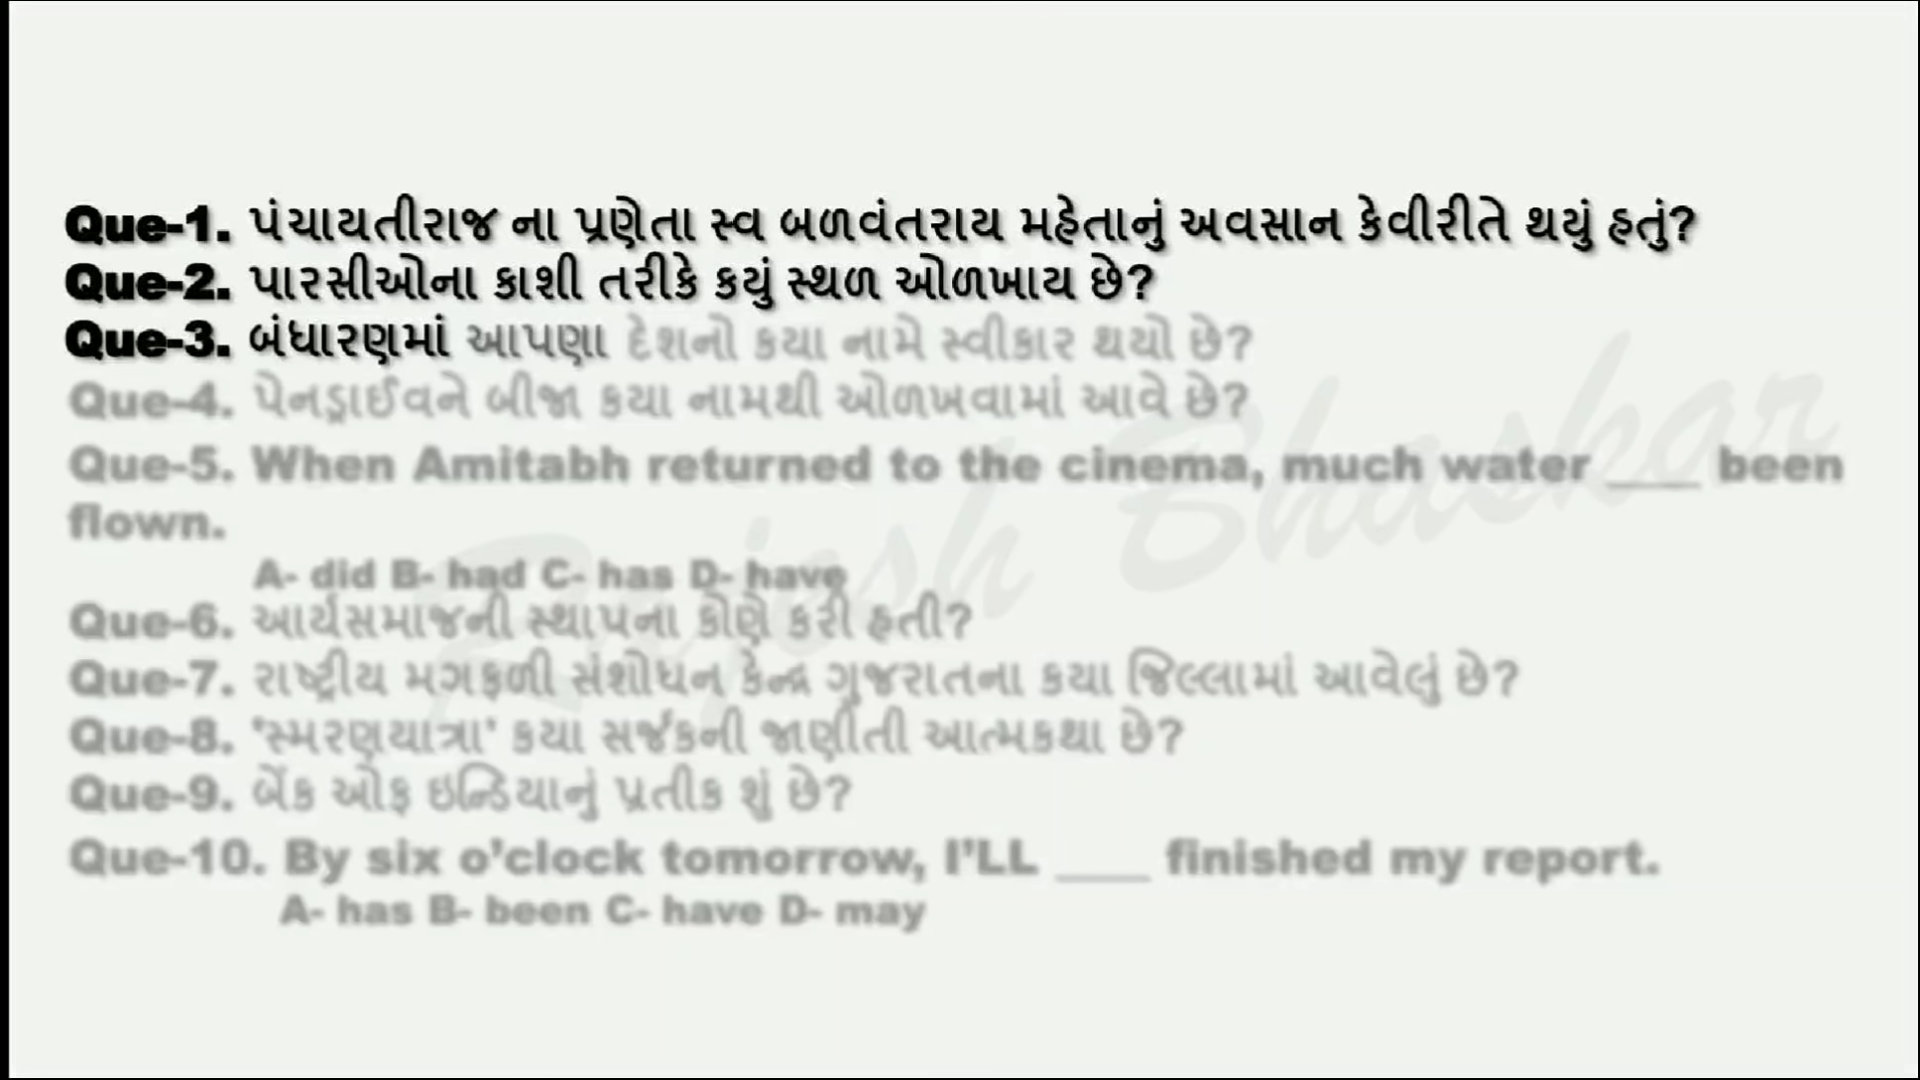 Que-1. પંચાયતીરાજ ના પ્રણેતા સ્વ બળવંતરાય મહેતાનું અવસાન કેવીરીતે થયું હતું?
Que-2. પારસીઓના કાશી તરીકે કયું સ્થળ ઓળખાય છે?
Que-3. બંધારણમાં આપણા દેશનો કયા નામે સ્વીકાર થયો છે?
Que-4. પેનડ્રાઈવને બીજા કયા નામથી ઓળખવામાં આવે છે?
Que-5. When Amitabh returned to the cinema, much water ____ been
flown.
A- did B- had C- has D- have
Que-6. આર્યસમાજની સ્થાપના કોણે કરી હતી?
Que-7. રાષ્ટ્રીય મગફળી સંશોધન કેન્દ્ર ગુજરાતના કયા જિલ્લામાં આવેલું છે?
Que-8. 'સ્મરણયાત્રા' કયા સર્જકની જાણીતી આત્મકથા છે?
Que-9. બેંક ઓફ ઇન્ડિયાનું પ્રતીક શું છે?
Que-10. By six o'clock tomorrow, I'LL ____ finished my report.
A- has B- been C- have D- may
Rajesh Bhaskar